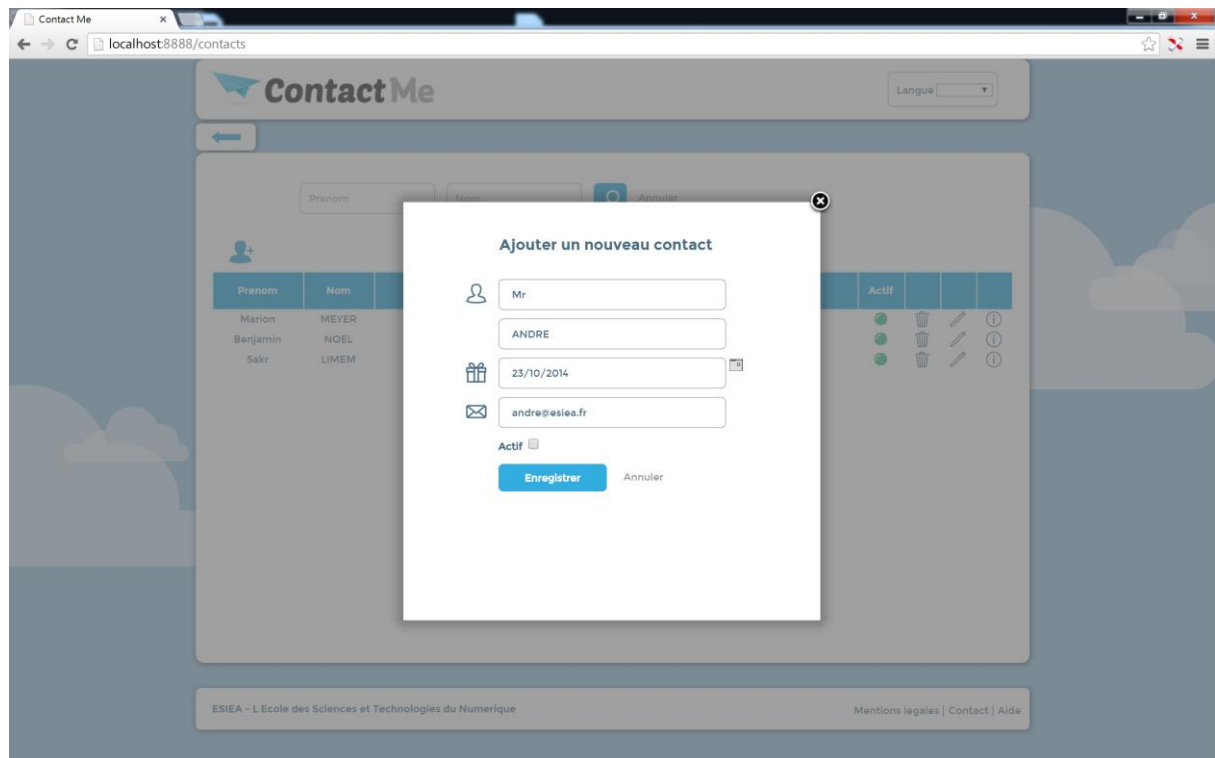 Contact Me
localhost:8888/contacts
ContactMe
Langue
Prenom Nom Annuler
Ajouter un nouveau contact
Prenom Nom Actif
Mr
Marion MEYER
ANDRE
Benjamin NOEL
Sakr LIMEM
23/10/2014
andre@esiea.fr
Actif
Enregistrer Annuler
ESIEA - L Ecole des Sciences et Technologies du Numerique
Mentions legales | Contact | Aide